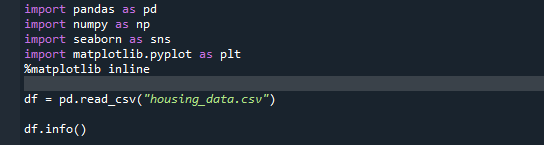 import pandas as pd
import numpy as np
import seaborn as sns
import matplotlib.pyplot as plt
%matplotlib inline
df = pd.read_csv("housing_data.csv")
df.info()